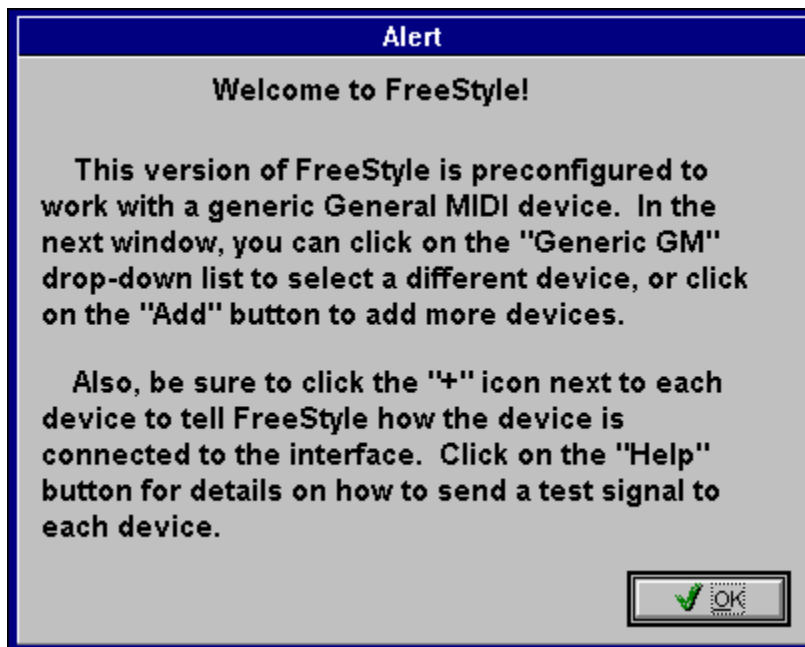 Alert
Welcome to FreeStyle!
This version of FreeStyle is preconfigured to
work with a generic General MIDI device.  In the
next window, you can click on the "Generic GM"
drop-down list to select a different device, or click
on the "Add" button to add more devices.
Also, be sure to click the "+" icon next to each
device to tell FreeStyle how the device is
connected to the interface.  Click on the "Help"
button for details on how to send a test signal to
each device.
OK